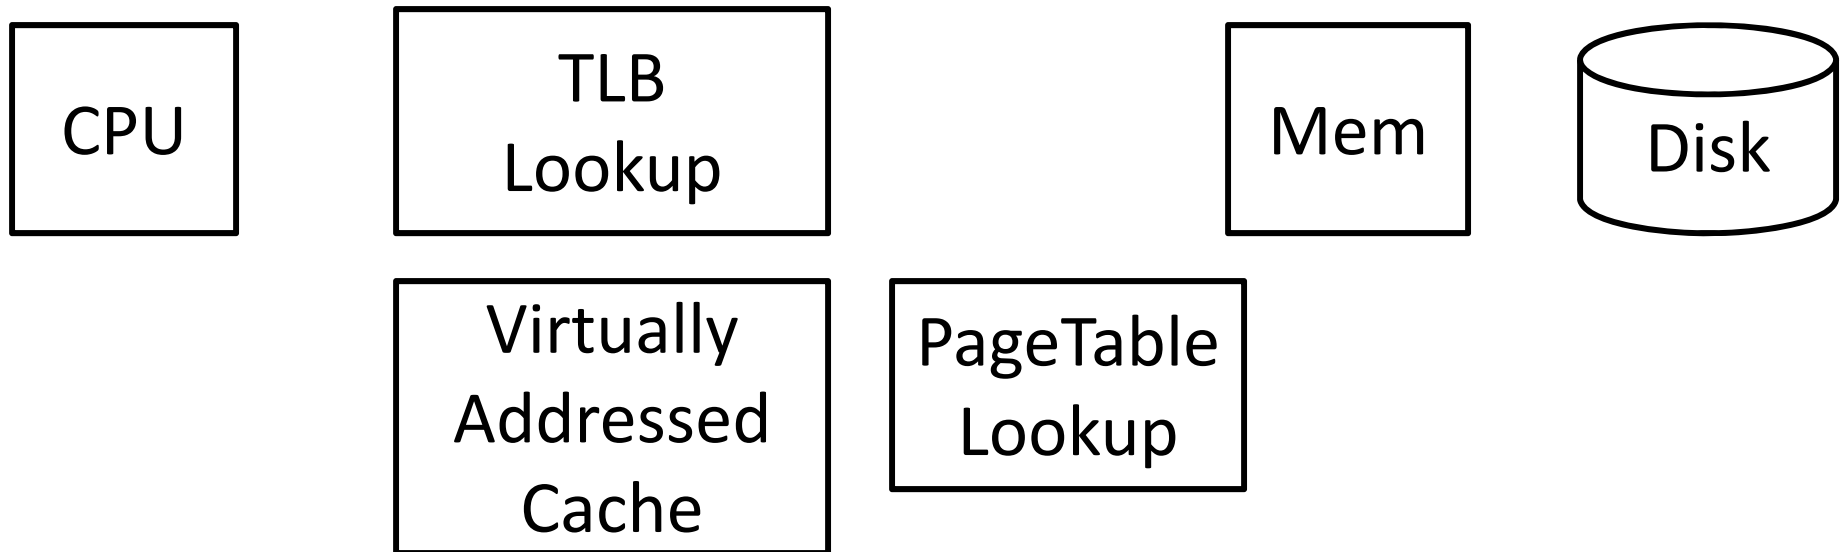 CPU
TLB
Lookup
Mem
Disk
Virtually
Addressed
Cache
PageTable
Lookup